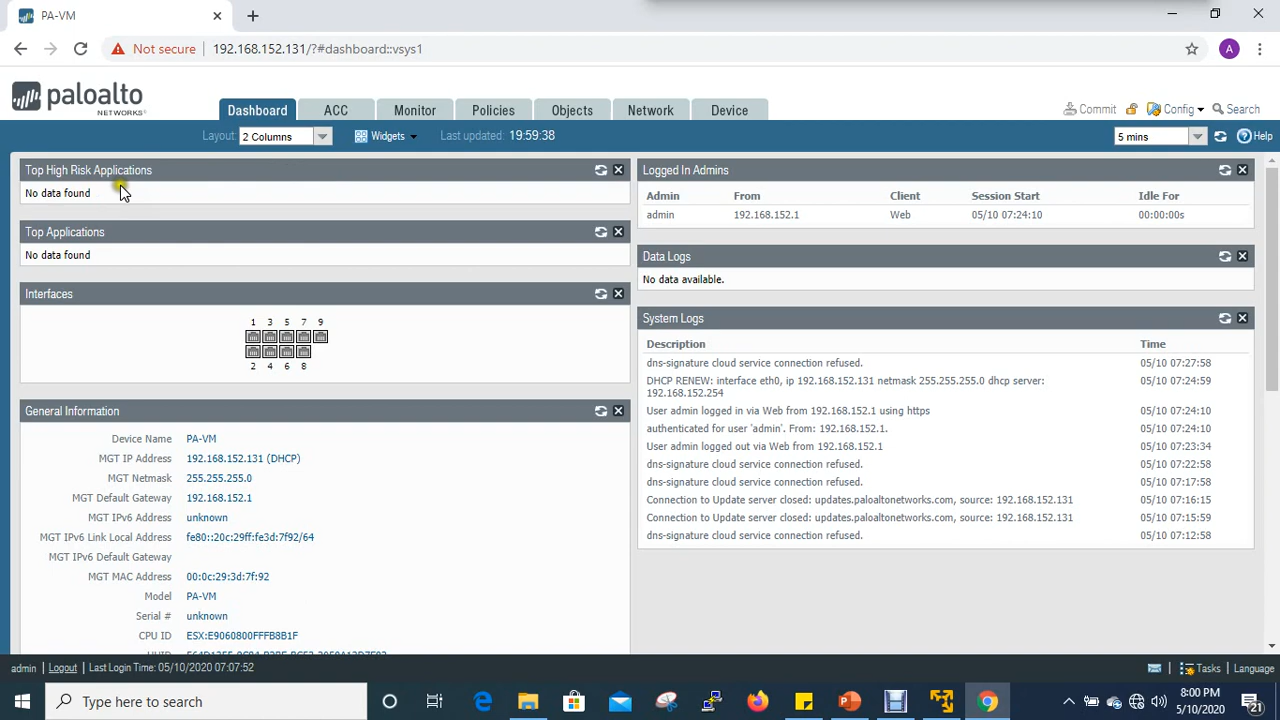 PA-VM
Not secure 192.168.152.131/?#dashboard::vsys1
A
paloalto
NETWORKS
Dashboard ACC Monitor Policies Objects Network Device
Commit Config Search
Layout: 2 Columns Widgets Last updated: 19:59:38 5 mins Help
Top High Risk Applications
No data found
Top Applications
No data found
Interfaces
1 3 5 7 9
2 4 6 8
General Information
Device Name PA-VM
MGT IP Address 192.168.152.131 (DHCP)
MGT Netmask 255.255.255.0
MGT Default Gateway 192.168.152.1
MGT IPv6 Address unknown
MGT IPv6 Link Local Address fe80::20c:29ff:fe3d:7f92/64
MGT IPv6 Default Gateway
MGT MAC Address 00:0c:29:3d:7f:92
Model PA-VM
Serial # unknown
CPU ID ESX:E9060800FFFB8B1F
Logged In Admins
Admin From Client Session Start Idle For
admin 192.168.152.1 Web 05/10 07:24:10 00:00:00s
Data Logs
No data available.
System Logs
Description Time
dns-signature cloud service connection refused. 05/10 07:27:58
DHCP RENEW: interface eth0, ip 192.168.152.131 netmask 255.255.255.0 dhcp server: 05/10 07:24:59
192.168.152.254
User admin logged in via Web from 192.168.152.1 using https 05/10 07:24:10
authenticated for user 'admin'. From: 192.168.152.1. 05/10 07:24:10
User admin logged out via Web from 192.168.152.1 05/10 07:23:34
dns-signature cloud service connection refused. 05/10 07:22:58
dns-signature cloud service connection refused. 05/10 07:17:58
Connection to Update server closed: updates.paloaltonetworks.com, source: 192.168.152.131 05/10 07:16:15
Connection to Update server closed: updates.paloaltonetworks.com, source: 192.168.152.131 05/10 07:15:59
dns-signature cloud service connection refused. 05/10 07:12:58
admin Logout Last Login Time: 05/10/2020 07:07:52 Tasks Language
Type here to search
8:00 PM
5/10/2020
21